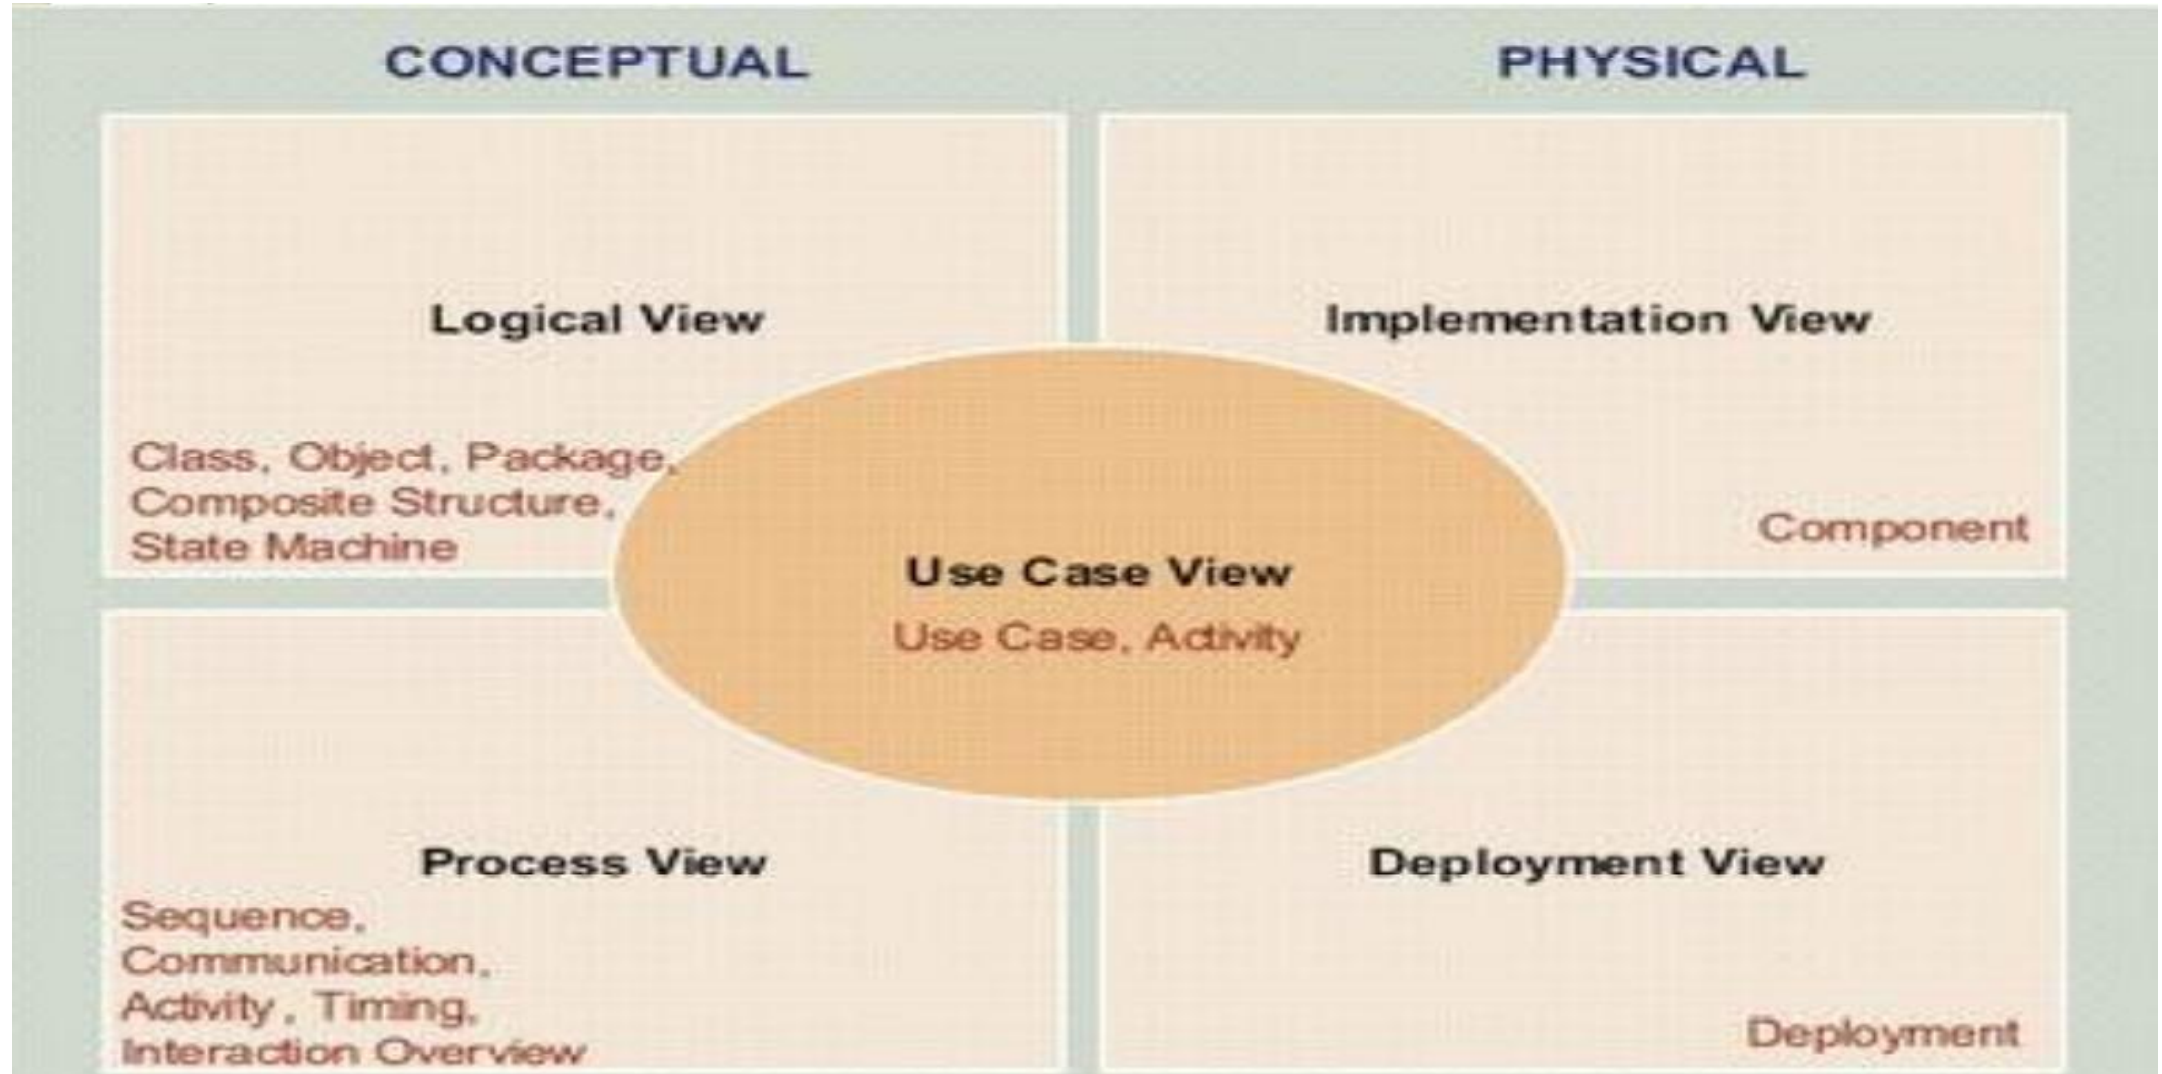 CONCEPTUAL
PHYSICAL
Logical View
Implementation View
Class, Object, Package,
Composite Structure,
State Machine
Component
Use Case View
Use Case, Activity
Process View
Deployment View
Sequence,
Communication,
Activity, Timing,
Interaction Overview
Deployment